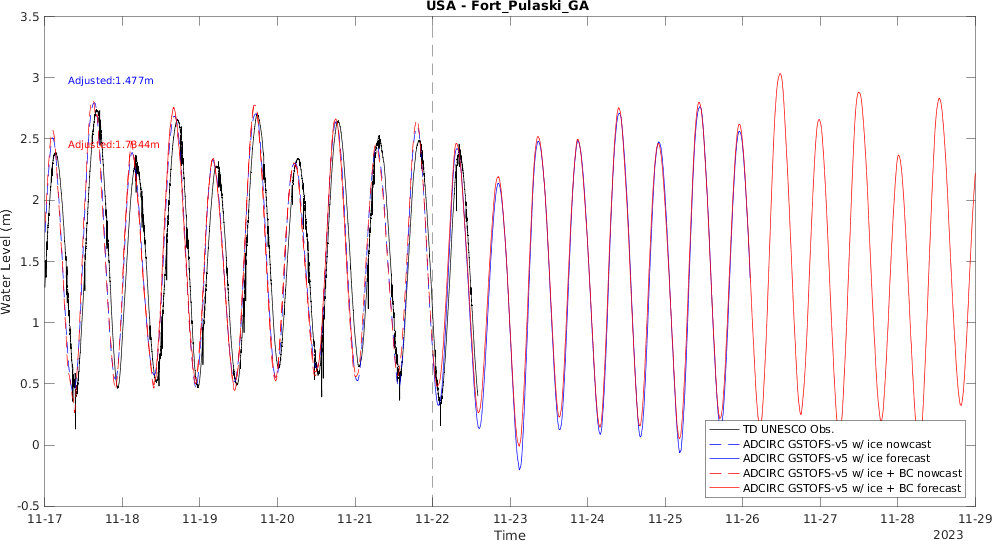 USA - Fort_Pulaski_GA
3.5
3
2.5
2
1.5
1
0.5
0
-0.5
Water Level (m)
Adjusted:1.477m
Adjusted:1.7844m
TD UNESCO Obs.
ADCIRC GSTOFS-v5 w/ ice nowcast
ADCIRC GSTOFS-v5 w/ ice forecast
ADCIRC GSTOFS-v5 w/ ice + BC nowcast
ADCIRC GSTOFS-v5 w/ ice + BC forecast
11-17 11-18 11-19 11-20 11-21 11-22 11-23 11-24 11-25 11-26 11-27 11-28 11-29
Time
2023